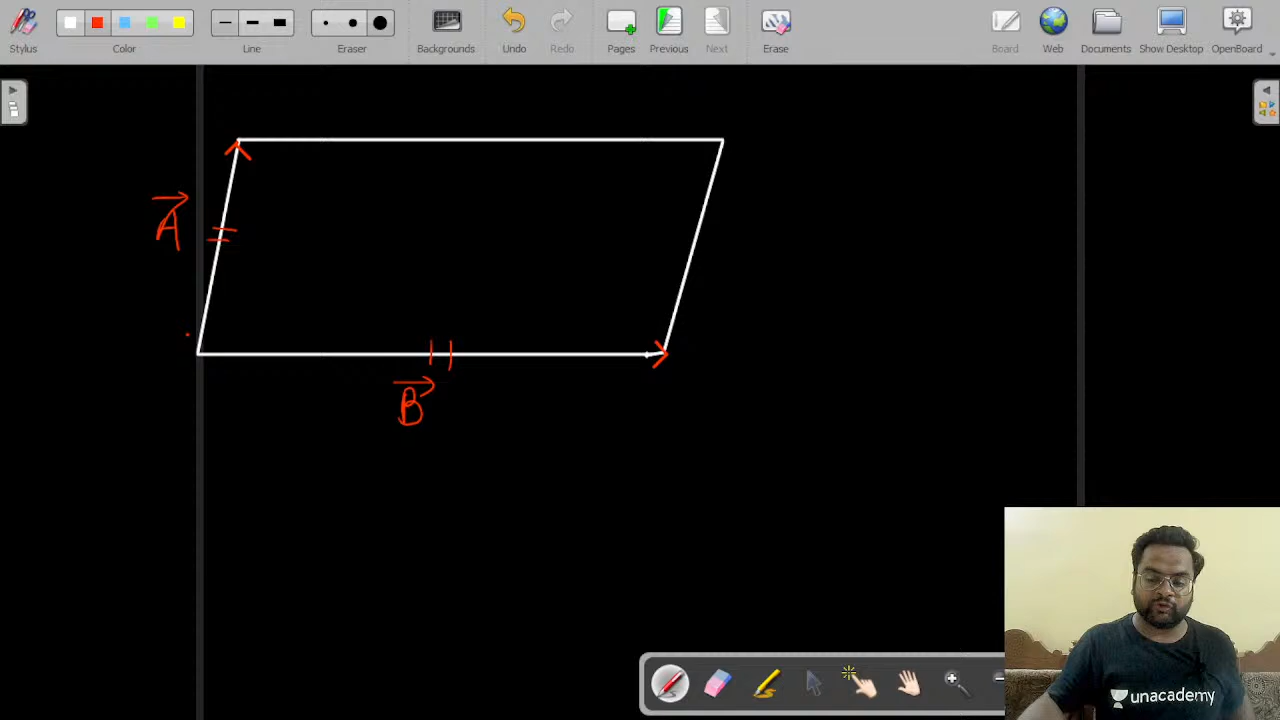 Stylus Color Line Eraser Backgrounds Undo Redo Pages Previous Next Erase Board Web Documents Show Desktop OpenBoard
A
B
unacademy